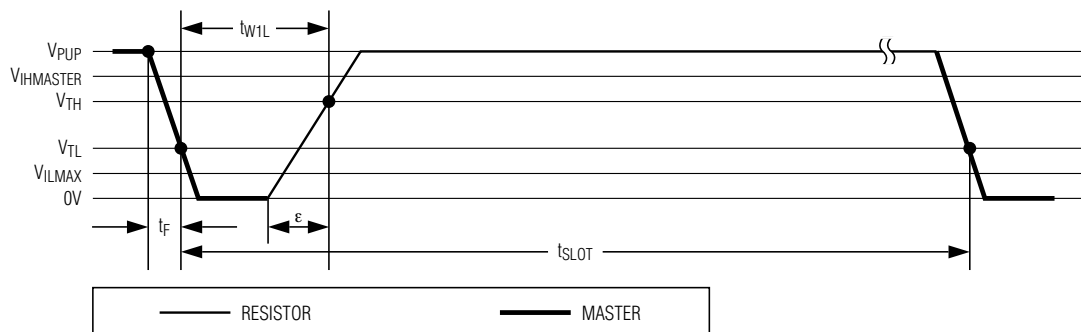 tW1L
VPUP
VIHMASTER
VTH
VTL
VILMAX
0V
tF
ε
tSLOT
RESISTOR
MASTER